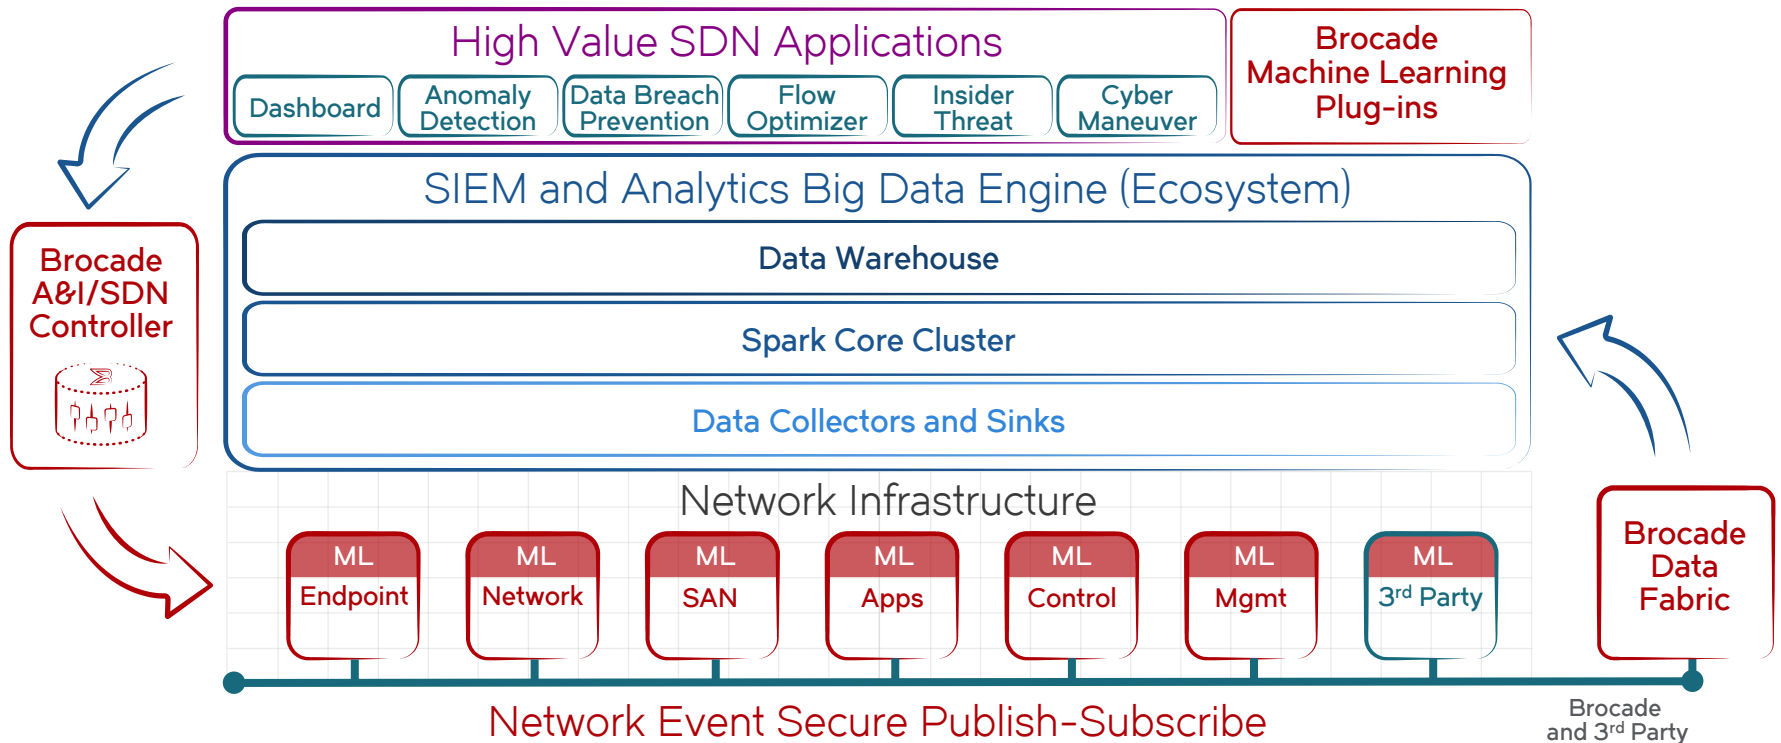 High Value SDN Applications
Dashboard
Anomaly
Detection
Data Breach
Prevention
Flow
Optimizer
Insider
Threat
Cyber
Maneuver
Brocade
Machine Learning
Plug-ins
SIEM and Analytics Big Data Engine (Ecosystem)
Data Warehouse
Spark Core Cluster
Data Collectors and Sinks
Brocade
A&I/SDN
Controller
Network Infrastructure
ML
Endpoint
ML
Network
ML
SAN
ML
Apps
ML
Control
ML
Mgmt
ML
3rd Party
Brocade
Data
Fabric
Network Event Secure Publish-Subscribe
Brocade
and 3rd Party